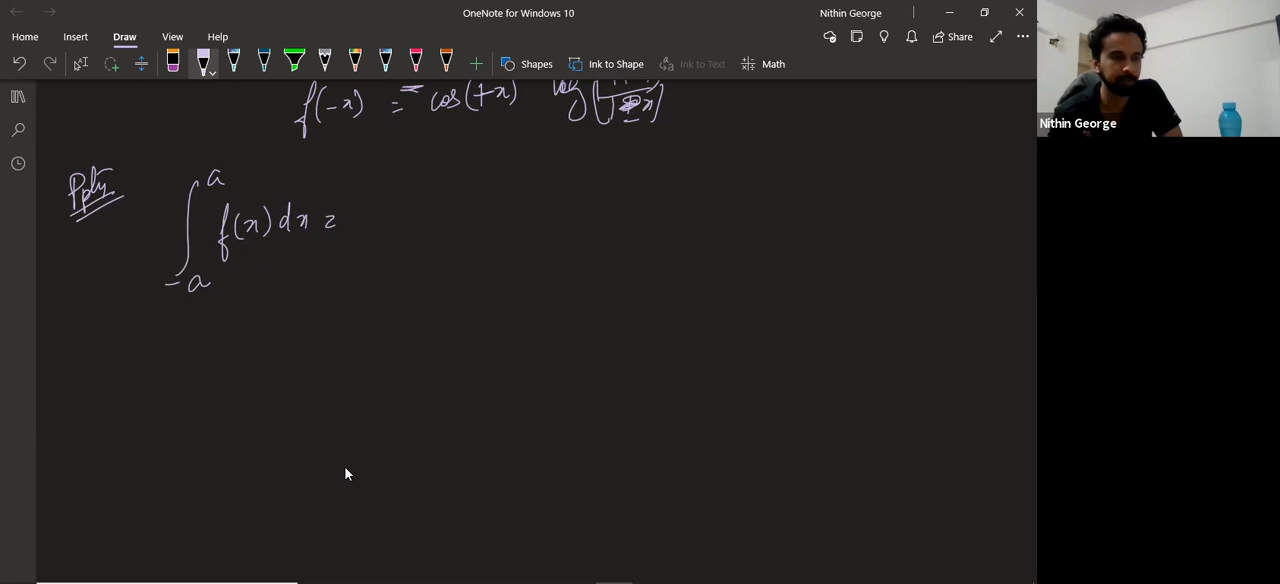 OneNote for Windows 10
Nithin George
Home Insert Draw View Help
Share
Shapes Ink to Shape Ink to Text Math
f(-x) = cos(+x) log
Nithin George
Ppty
∫_{-a}^{a} f(x) dx =